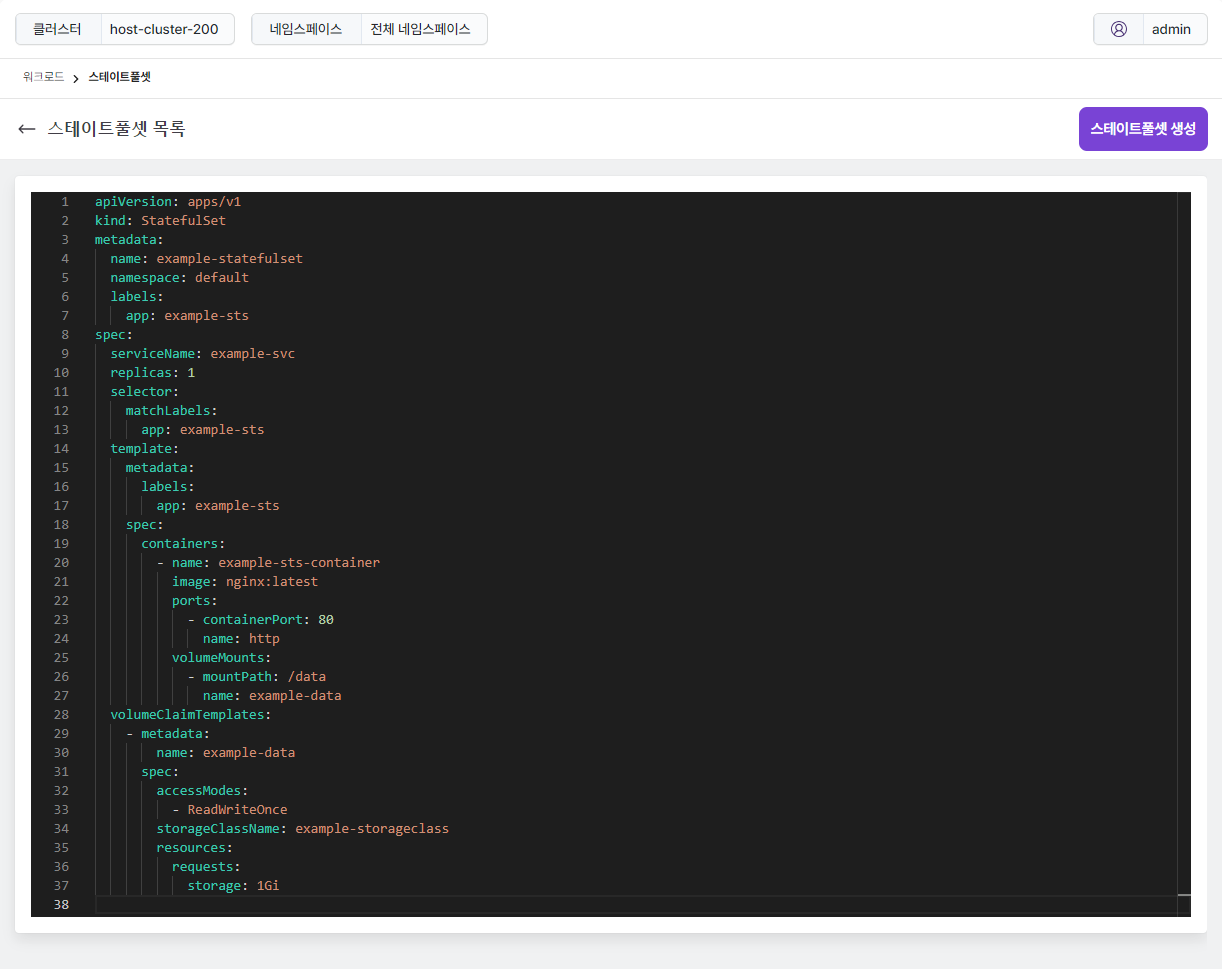 클러스터 host-cluster-200 네임스페이스 전체 네임스페이스 admin
워크로드 > 스테이트풀셋
← 스테이트풀셋 목록 스테이트풀셋 생성
1 apiVersion: apps/v1
2 kind: StatefulSet
3 metadata:
4   name: example-statefulset
5   namespace: default
6   labels:
7     app: example-sts
8 spec:
9   serviceName: example-svc
10   replicas: 1
11   selector:
12     matchLabels:
13       app: example-sts
14   template:
15     metadata:
16       labels:
17         app: example-sts
18     spec:
19       containers:
20         - name: example-sts-container
21           image: nginx:latest
22           ports:
23             - containerPort: 80
24               name: http
25           volumeMounts:
26             - mountPath: /data
27               name: example-data
28   volumeClaimTemplates:
29     - metadata:
30         name: example-data
31       spec:
32         accessModes:
33           - ReadWriteOnce
34         storageClassName: example-storageclass
35         resources:
36           requests:
37             storage: 1Gi
38